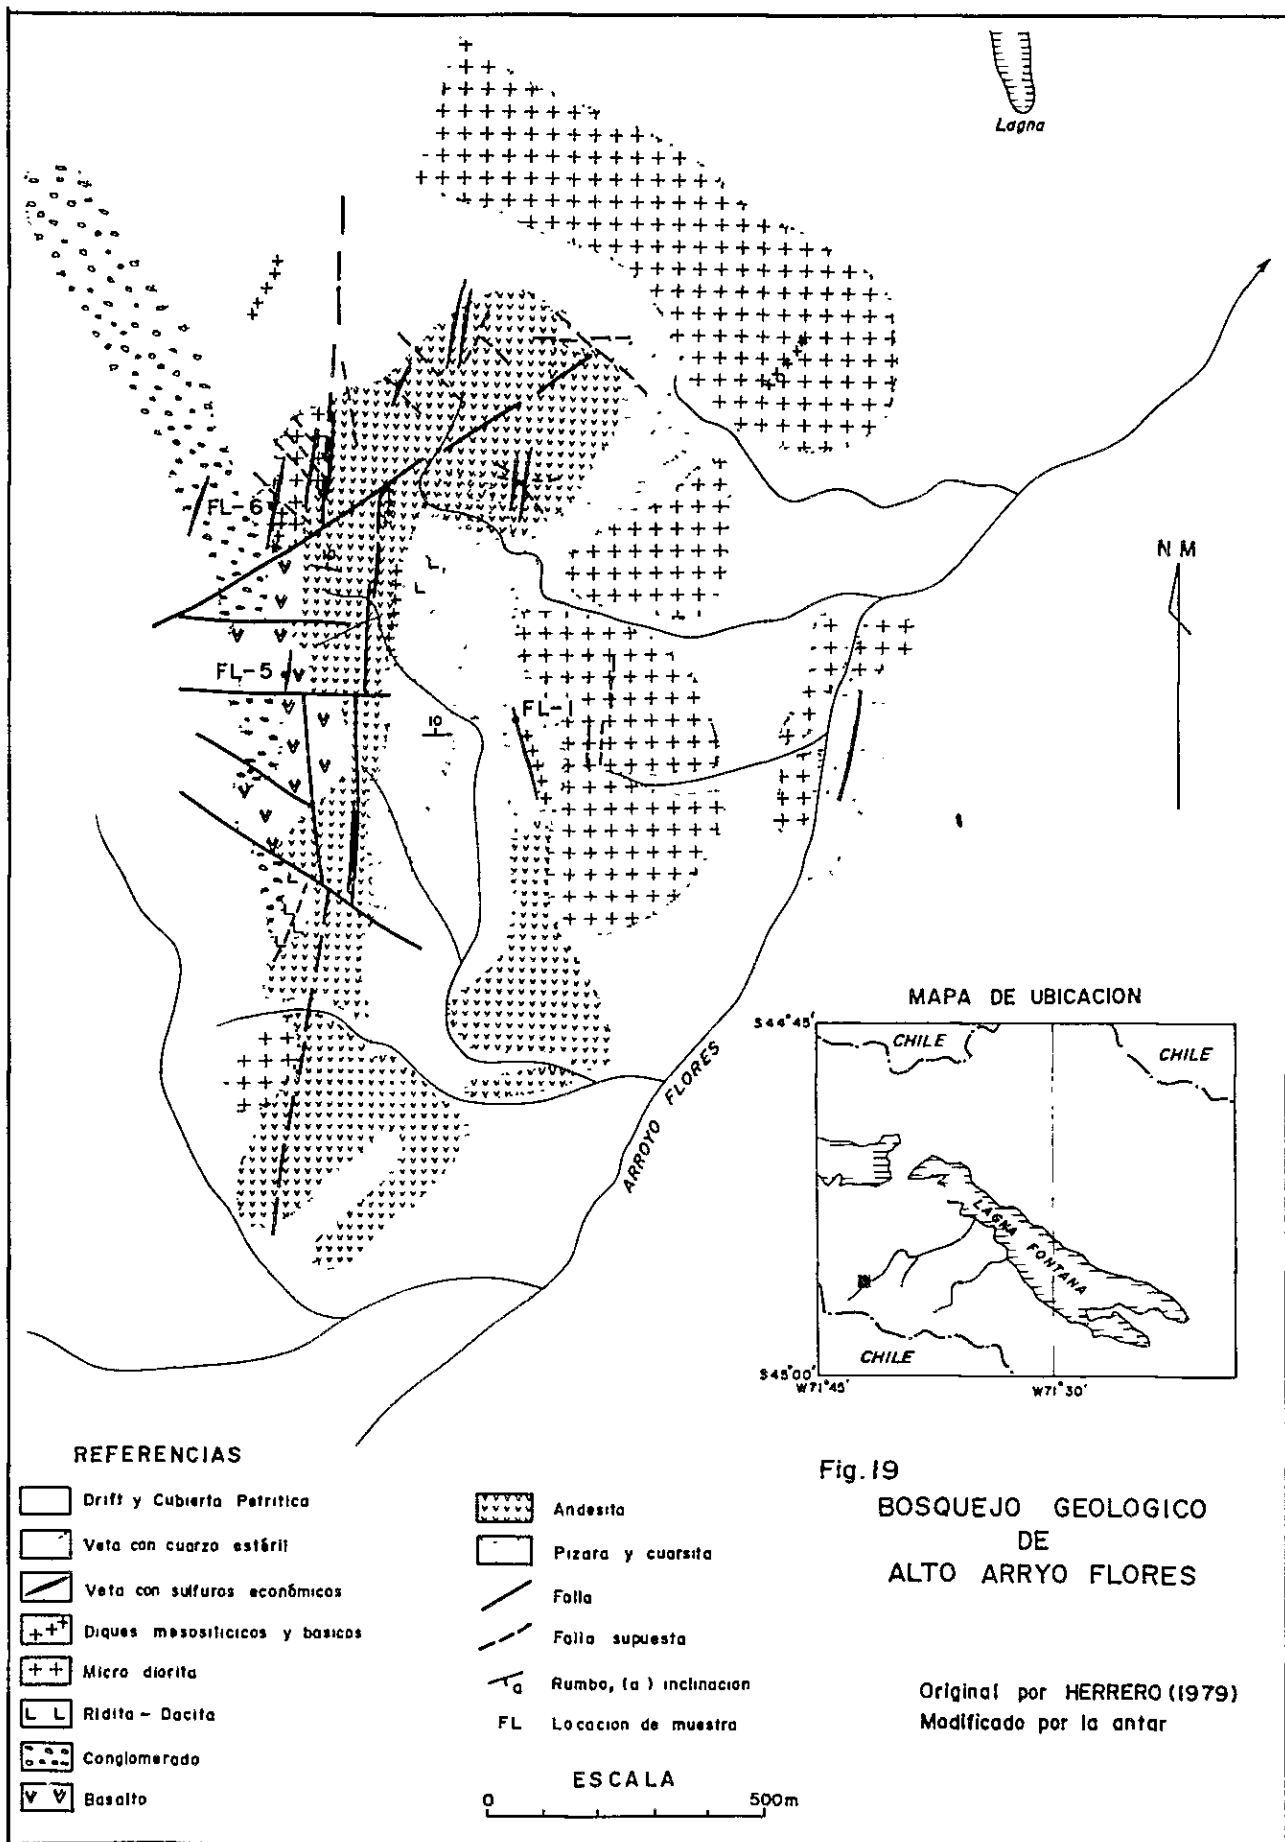 Lagna
FL-6
10
N M
FL-5
FL-1
10
ARROYO FLORES
MAPA DE UBICACION
S44°45'
CHILE
CHILE
LAGNA FONTANA
CHILE
S45°00'
W71°45'
W71°30'
REFERENCIAS
Drift y Cubierta Petritica
Veta con cuarzo estéril
Veta con sulfuros económicos
Diques mesosificicos y basicos
Micro diorita
Ridita - Dacita
Conglomerado
Basalto
Andesita
Pizara y cuarsita
Falla
Falla supuesta
a
Rumbo, (a) inclinacion
FL
Locacion de muestra
ESCALA
0
500m
Fig. 19
BOSQUEJO GEOLOGICO
DE
ALTO ARRYO FLORES
Original por HERRERO (1979)
Modificado por la antar